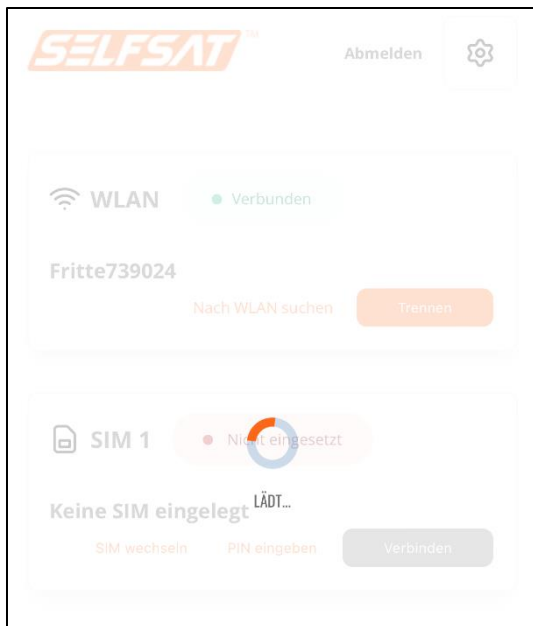 SELFSAT™
Abmelden
WLAN
Verbunden
Fritte739024
Nach WLAN suchen
Trennen
SIM 1
Nicht eingesetzt
Keine SIM eingelegt
LÄDT...
SIM wechseln
PIN eingeben
Verbinden